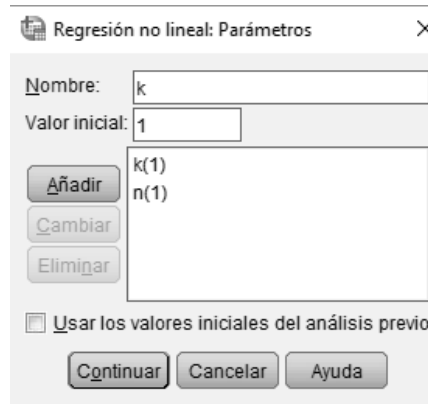 Regresión no lineal: Parámetros
Nombre: k
Valor inicial: 1
k(1)
n(1)
Añadir
Cambiar
Eliminar
Usar los valores iniciales del análisis previo
Continuar Cancelar Ayuda